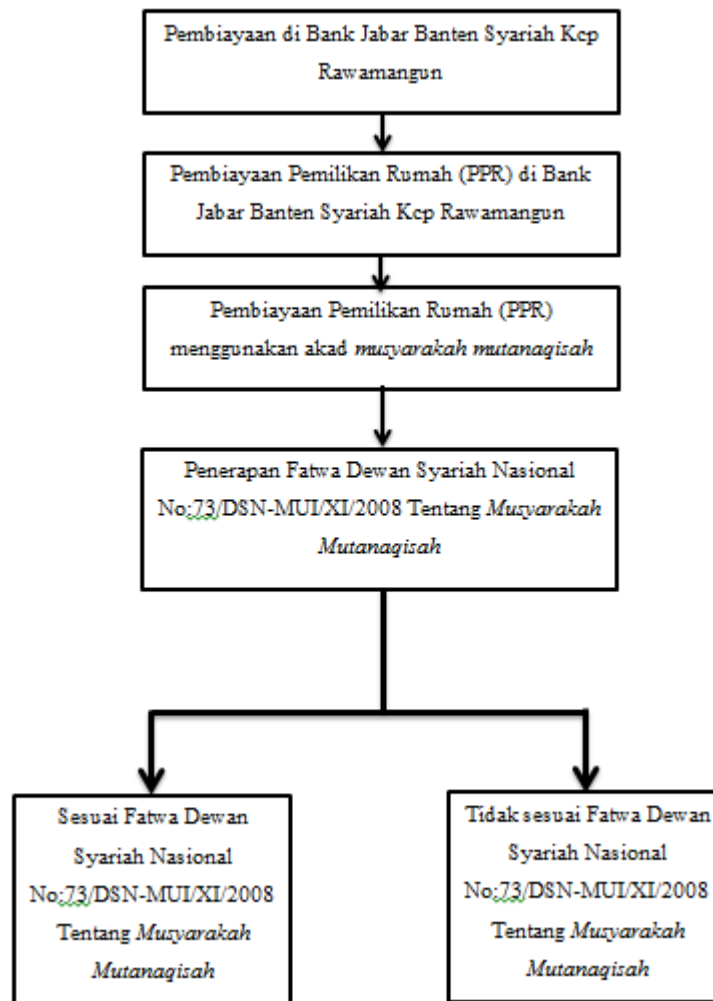 Pembiayaan di Bank Jabar Banten Syariah Kcp
Rawamangun
Pembiayaan Pemilikan Rumah (PPR) di Bank
Jabar Banten Syariah Kcp Rawamangun
Pembiayaan Pemilikan Rumah (PPR)
menggunakan akad musyarakah mutanaqisah
Penerapan Fatwa Dewan Syariah Nasional
No:73/DSN-MUI/XI/2008 Tentang Musyarakah
Mutanaqisah
Sesuai Fatwa Dewan
Syariah Nasional
No:73/DSN-MUI/XI/2008
Tentang Musyarakah
Mutanaqisah
Tidak sesuai Fatwa Dewan
Syariah Nasional
No:73/DSN-MUI/XI/2008
Tentang Musyarakah
Mutanaqisah